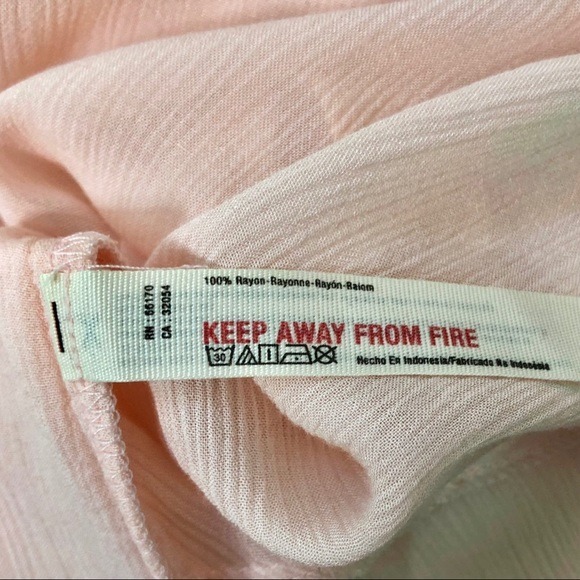 100% Rayon-Rayonne-Rayón-Raiom
RN : 66170
CA : 32054
KEEP AWAY FROM FIRE
30
Hecho En Indonesia/Fabricado Na Indonésia